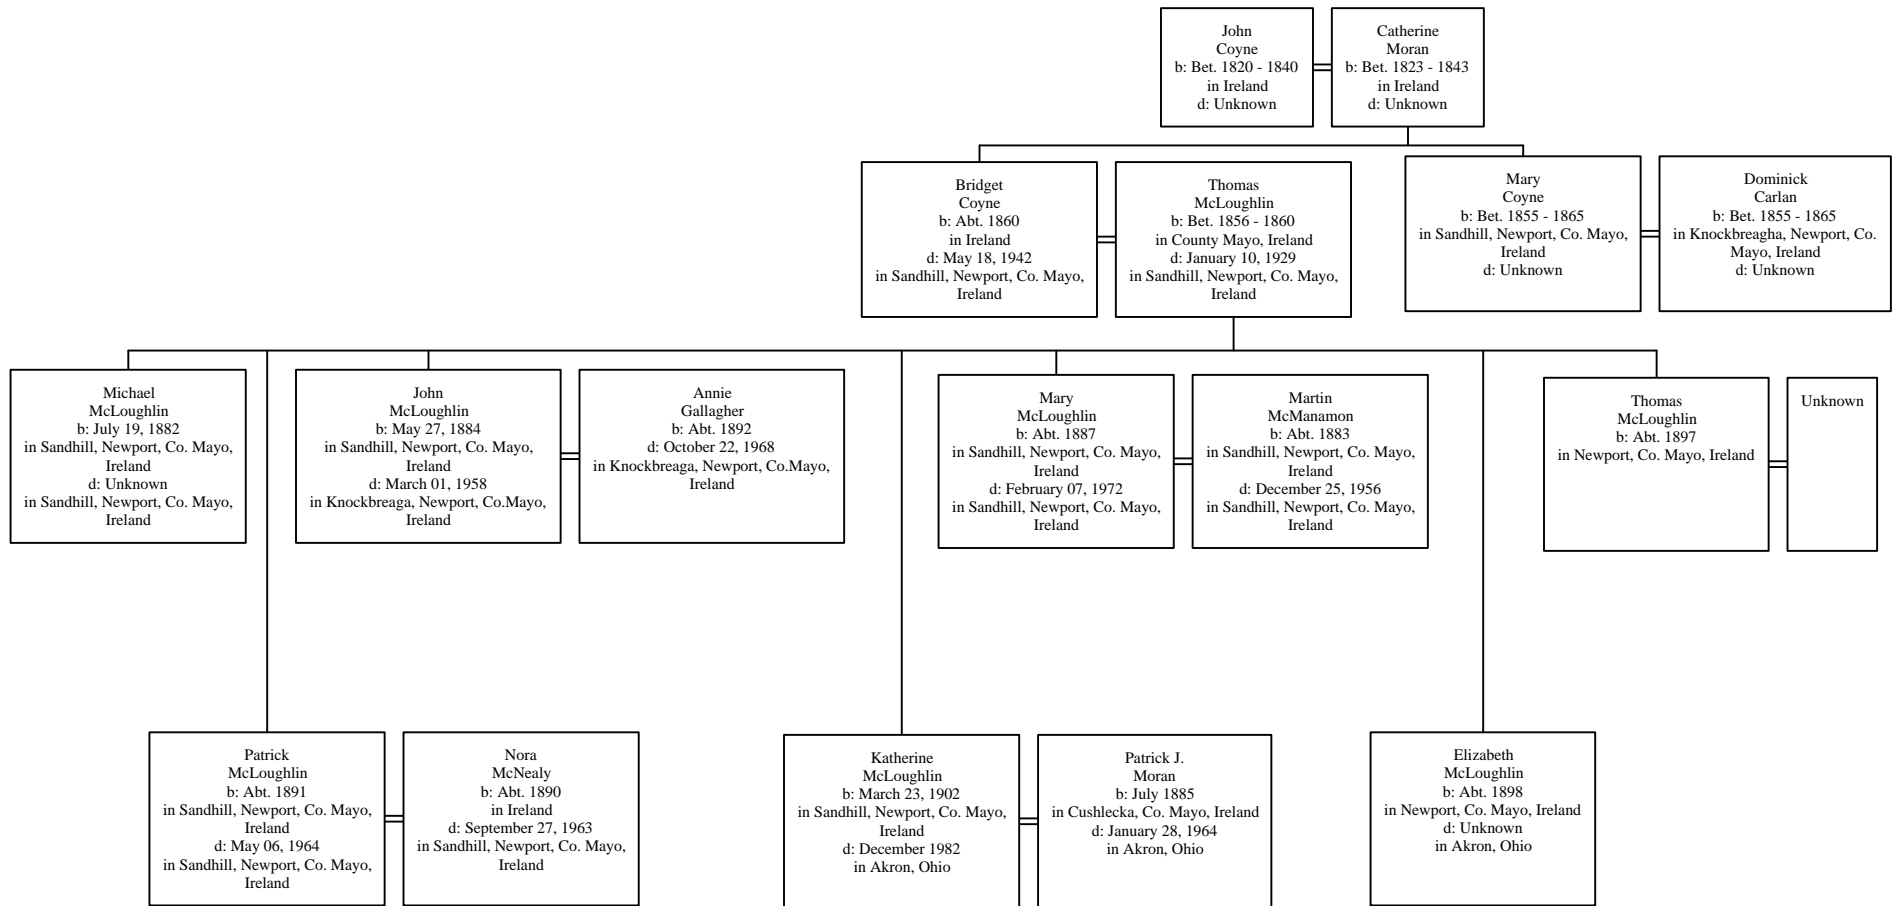 John
Coyne
b: Bet. 1820 - 1840
in Ireland
d: Unknown
Catherine
Moran
b: Bet. 1823 - 1843
in Ireland
d: Unknown
Bridget
Coyne
b: Abt. 1860
in Ireland
d: May 18, 1942
in Sandhill, Newport, Co. Mayo,
Ireland
Thomas
McLoughlin
b: Bet. 1856 - 1860
in County Mayo, Ireland
d: January 10, 1929
in Sandhill, Newport, Co. Mayo,
Ireland
Mary
Coyne
b: Bet. 1855 - 1865
in Sandhill, Newport, Co. Mayo,
Ireland
d: Unknown
Dominick
Carlan
b: Bet. 1855 - 1865
in Knockbreagha, Newport, Co.
Mayo, Ireland
d: Unknown
Michael
McLoughlin
b: July 19, 1882
in Sandhill, Newport, Co. Mayo,
Ireland
d: Unknown
in Sandhill, Newport, Co. Mayo,
Ireland
John
McLoughlin
b: May 27, 1884
in Sandhill, Newport, Co. Mayo,
Ireland
d: March 01, 1958
in Knockbreaga, Newport, Co.Mayo,
Ireland
Annie
Gallagher
b: Abt. 1892
d: October 22, 1968
in Knockbreaga, Newport, Co.Mayo,
Ireland
Mary
McLoughlin
b: Abt. 1887
in Sandhill, Newport, Co. Mayo,
Ireland
d: February 07, 1972
in Sandhill, Newport, Co. Mayo,
Ireland
Martin
McManamon
b: Abt. 1883
in Sandhill, Newport, Co. Mayo,
Ireland
d: December 25, 1956
in Sandhill, Newport, Co. Mayo,
Ireland
Thomas
McLoughlin
b: Abt. 1897
in Newport, Co. Mayo, Ireland
Unknown
Patrick
McLoughlin
b: Abt. 1891
in Sandhill, Newport, Co. Mayo,
Ireland
d: May 06, 1964
in Sandhill, Newport, Co. Mayo,
Ireland
Nora
McNealy
b: Abt. 1890
in Ireland
d: September 27, 1963
in Sandhill, Newport, Co. Mayo,
Ireland
Katherine
McLoughlin
b: March 23, 1902
in Sandhill, Newport, Co. Mayo,
Ireland
d: December 1982
in Akron, Ohio
Patrick J.
Moran
b: July 1885
in Cushlecka, Co. Mayo, Ireland
d: January 28, 1964
in Akron, Ohio
Elizabeth
McLoughlin
b: Abt. 1898
in Newport, Co. Mayo, Ireland
d: Unknown
in Akron, Ohio